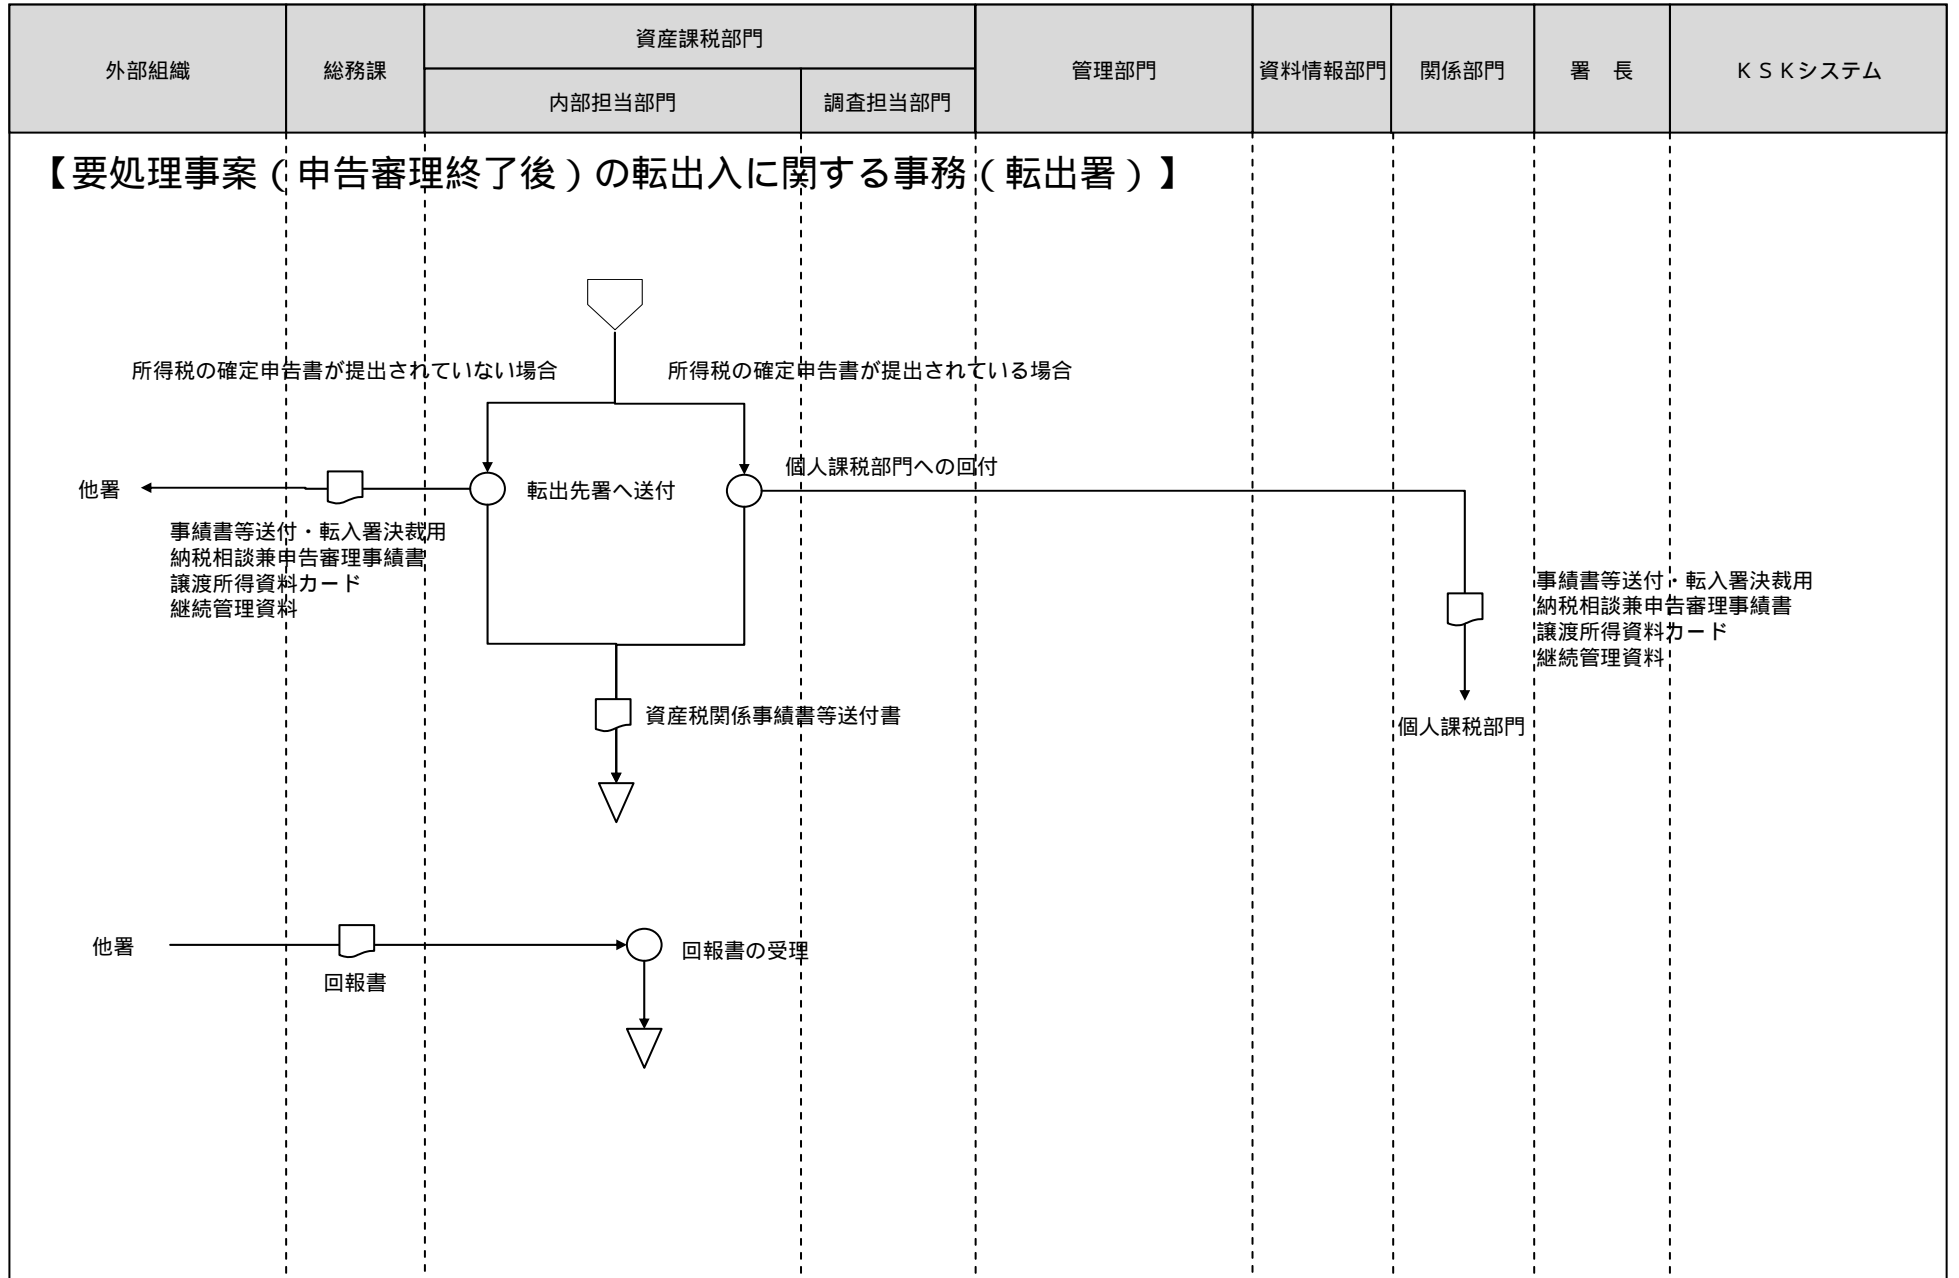 外部組織
総務課
資産課税部門
内部担当部門
調査担当部門
管理部門
資料情報部門
関係部門
署　長
ＫＳＫシステム
【要処理事案（申告審理終了後）の転出入に関する事務（転出署）】
所得税の確定申告書が提出されていない場合
所得税の確定申告書が提出されている場合
個人課税部門への回付
他署
転出先署へ送付
事績書等送付・転入署決裁用
納税相談兼申告審理事績書
譲渡所得資料カード
継続管理資料
事績書等送付・転入署決裁用
納税相談兼申告審理事績書
譲渡所得資料カード
継続管理資料
資産税関係事績書等送付書
個人課税部門
他署
回報書の受理
回報書